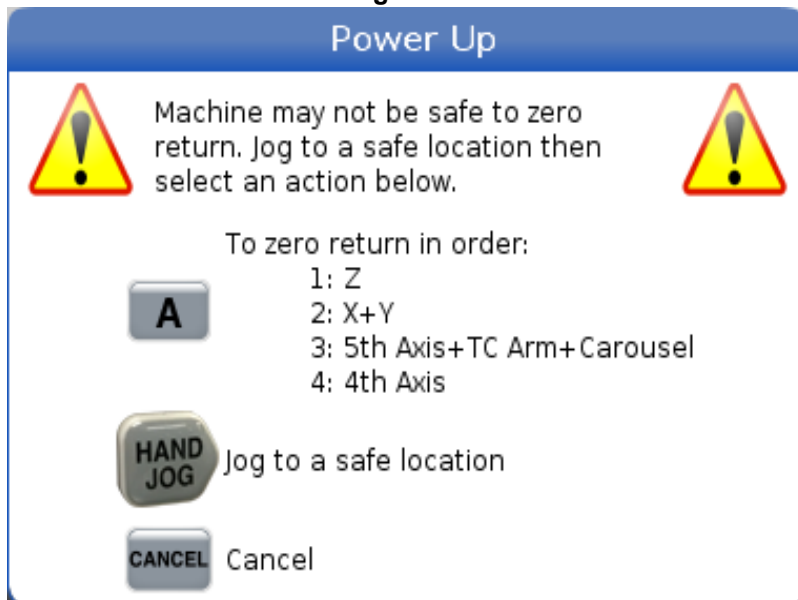 Power Up
Machine may not be safe to zero
return. Jog to a safe location then
select an action below.
To zero return in order:
1: Z
A
2: X+Y
3: 5th Axis+TC Arm+Carousel
4: 4th Axis
HAND
JOG
Jog to a safe location
CANCEL Cancel